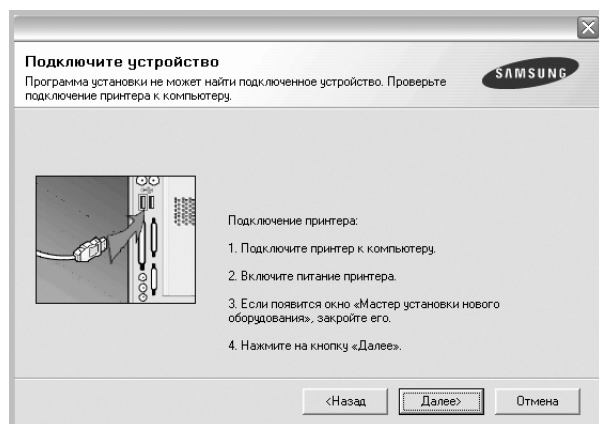 Подключите устройство
Программа установки не может найти подключенное устройство. Проверьте
подключение принтера к компьютеру.
SAMSUNG
Подключение принтера:
1. Подключите принтер к компьютеру.
2. Включите питание принтера.
3. Если появится окно «Мастер установки нового
оборудования», закройте его.
4. Нажмите на кнопку «Далее».
<Назад
Далее>
Отмена